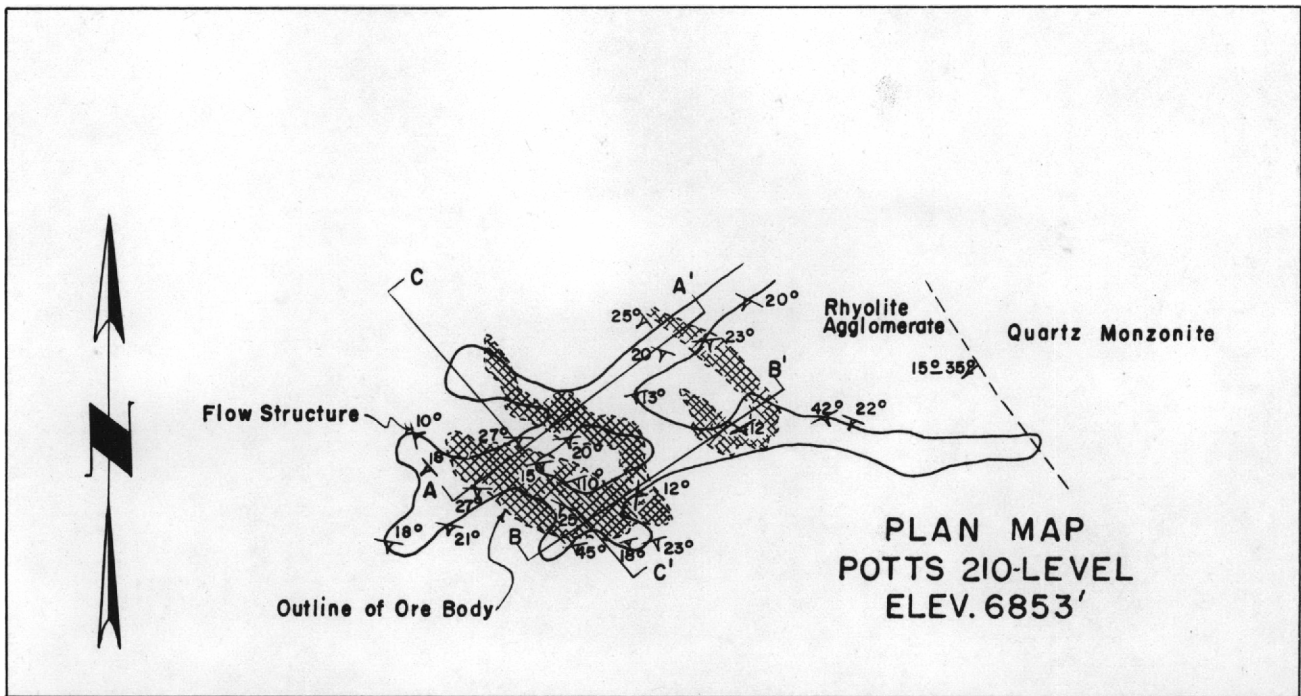 C
A'
20°
25°
Rhyolite
Agglomerate
Quartz Monzonite
23°
20
B'
15°35°
13°
Flow Structure
10°
42°
22°
27°
20°
12
18
15
10°
12°
A
27°
25
18°
21°
B
45°
18°
23°
C'
Outline of Ore Body
PLAN MAP
POTTS 210-LEVEL
ELEV. 6853'